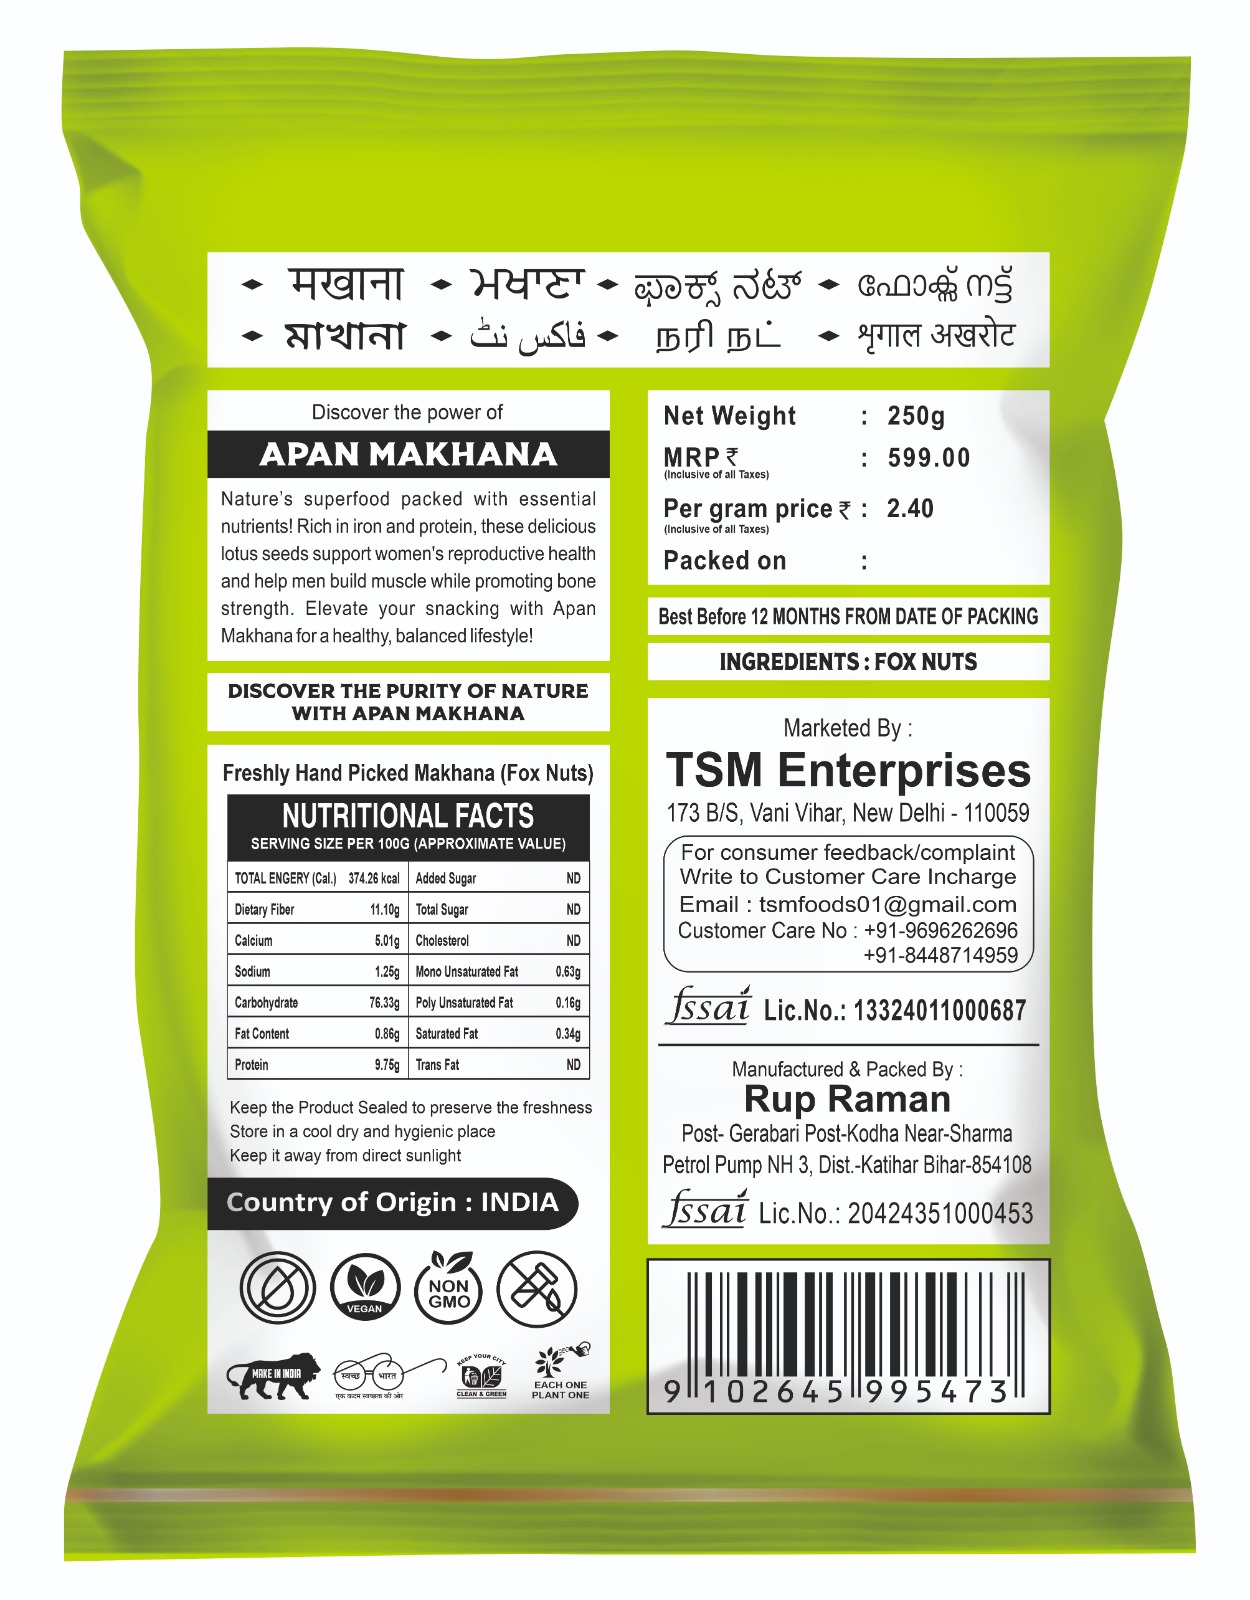 मखाना ਮਖਾਣਾ ಫಾಕ್ಸ್ ನಟ್ ഫോക്സ് നട്ട്
মাখানা فاکس نٹ நரி நட் श्रृगाल अखरोट
Discover the power of
APAN MAKHANA
Nature's superfood packed with essential
nutrients! Rich in iron and protein, these delicious
lotus seeds support women's reproductive health
and help men build muscle while promoting bone
strength. Elevate your snacking with Apan
Makhana for a healthy, balanced lifestyle!
DISCOVER THE PURITY OF NATURE
WITH APAN MAKHANA
Freshly Hand Picked Makhana (Fox Nuts)
NUTRITIONAL FACTS
SERVING SIZE PER 100G (APPROXIMATE VALUE)
TOTAL ENGERY (Cal.) 374.26 kcal Added Sugar ND
Dietary Fiber 11.10g Total Sugar ND
Calcium 5.01g Cholesterol ND
Sodium 1.25g Mono Unsaturated Fat 0.63g
Carbohydrate 76.33g Poly Unsaturated Fat 0.16g
Fat Content 0.86g Saturated Fat 0.34g
Protein 9.75g Trans Fat ND
Keep the Product Sealed to preserve the freshness
Store in a cool dry and hygienic place
Keep it away from direct sunlight
Country of Origin : INDIA
VEGAN
NON
GMO
MAKE IN INDIA
स्वच्छ भारत
एक कदम स्वच्छता की ओर
KEEP YOUR CITY
CLEAN & GREEN
EACH ONE
PLANT ONE
Net Weight : 250g
MRP ₹ : 599.00
(Inclusive of all Taxes)
Per gram price ₹ : 2.40
(Inclusive of all Taxes)
Packed on :
Best Before 12 MONTHS FROM DATE OF PACKING
INGREDIENTS : FOX NUTS
Marketed By :
TSM Enterprises
173 B/S, Vani Vihar, New Delhi - 110059
For consumer feedback/complaint
Write to Customer Care Incharge
Email : tsmfoods01@gmail.com
Customer Care No : +91-9696262696
+91-8448714959
fssai Lic.No.: 13324011000687
Manufactured & Packed By :
Rup Raman
Post- Gerabari Post-Kodha Near-Sharma
Petrol Pump NH 3, Dist.-Katihar Bihar-854108
fssai Lic.No.: 20424351000453
9 102645 995473